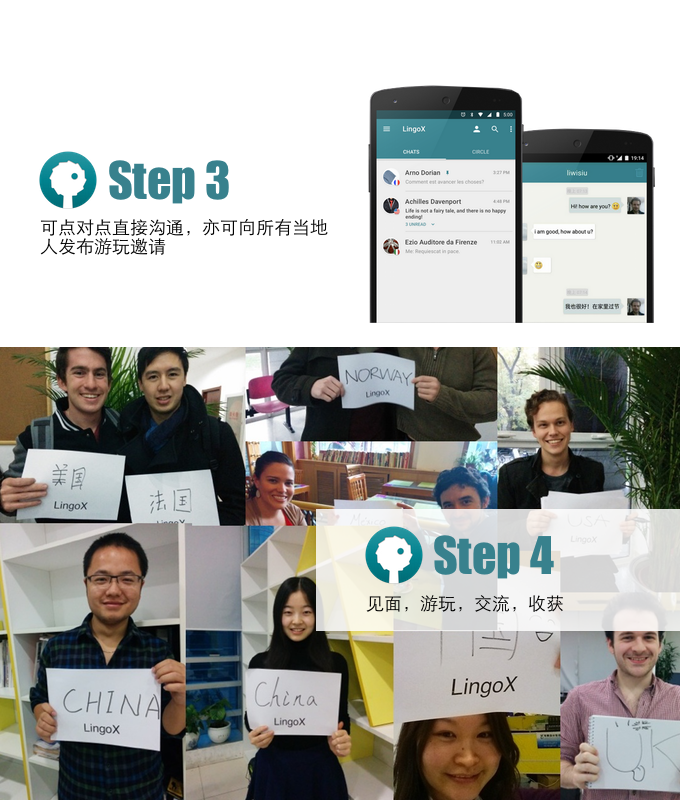 Step 3
可点对点直接沟通，亦可向所有当地
人发布游玩邀请
5:00
LingoX
CHATS
CIRCLE
Arno Dorian
5:27 PM
Comment est avancer les choses?
Achilles Davenport
4:48 PM
Life is not a fairy tale, and there is no happy
ending!
3 UNREAD
Ezio Auditore da Firenze
11:02 AM
Me: Requiescat in pace.
19:14
liwisiu
Hi! how are you?
i am good, how about u?
我也很好！在家里过节
美国
LingoX
法国
LingoX
NORWAY
LingoX
USA
LingoX
Step 4
见面，游玩，交流，收获
CHINA
LingoX
China
LingoX
国
LingoX
UK